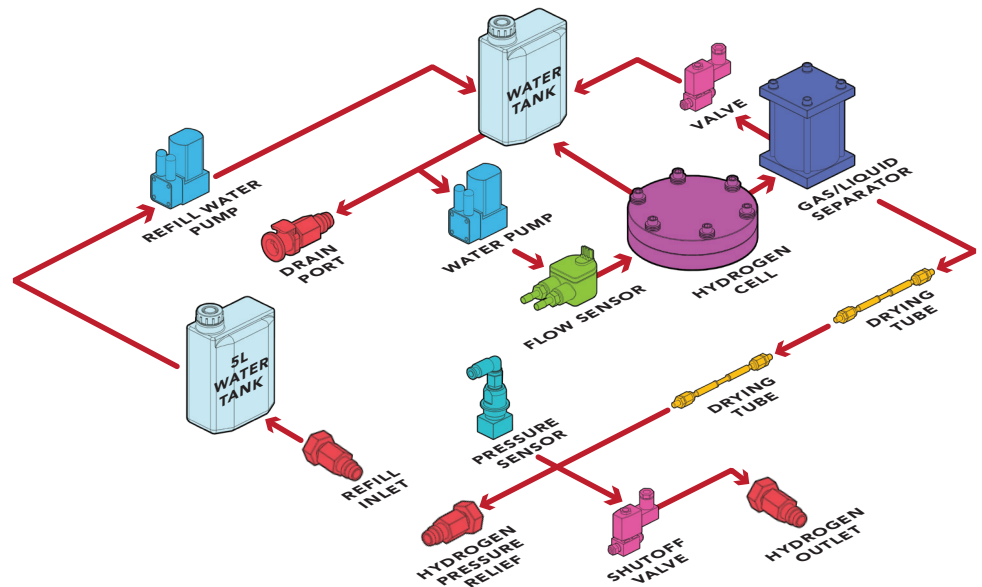 WATER
TANK
VALVE
GAS/LIQUID
SEPARATOR
REFILL WATER
PUMP
DRAIN
PORT
WATER PUMP
HYDROGEN
CELL
FLOW SENSOR
DRYING
TUBE
5L
WATER
TANK
DRYING
TUBE
PRESSURE
SENSOR
REFILL
INLET
HYDROGEN
PRESSURE
RELIEF
SHUTOFF
VALVE
HYDROGEN
OUTLET